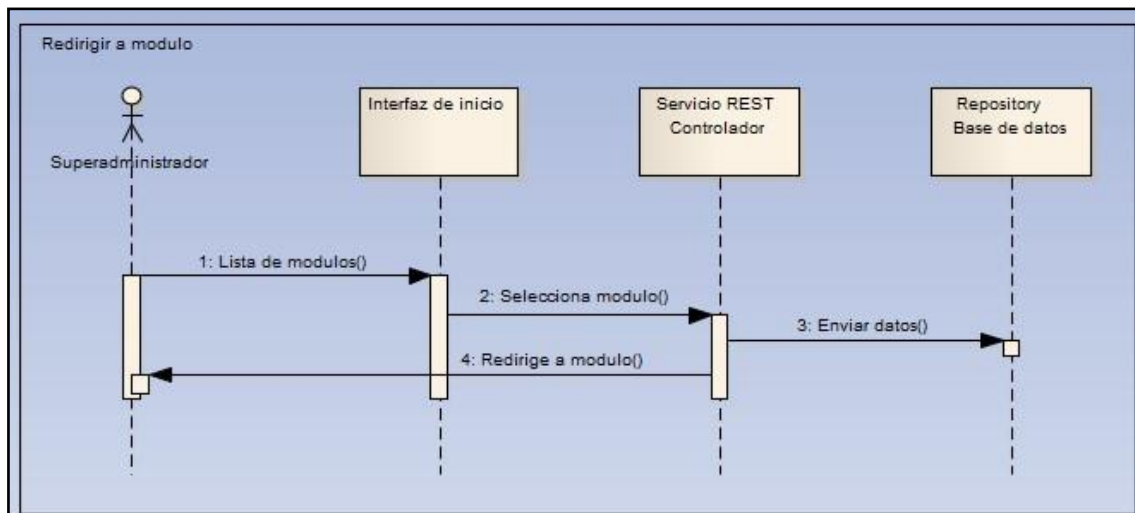 Redirigir a modulo
Superadministrador
Interfaz de inicio
Servicio REST
Controlador
Repository
Base de datos
1: Lista de modulos()
2: Selecciona modulo()
3: Enviar datos()
4: Redirige a modulo()